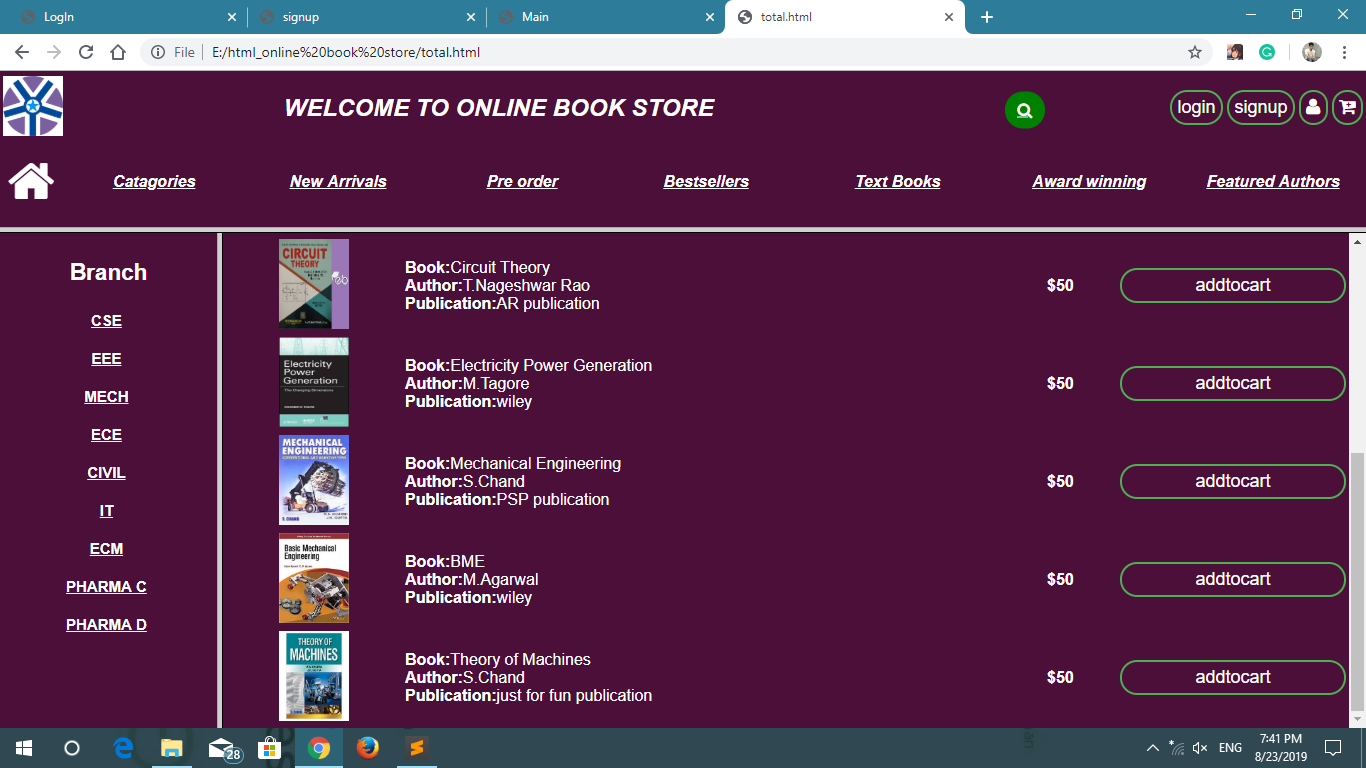 LogIn
signup
Main
total.html
File
E:/html_online%20book%20store/total.html
WELCOME TO ONLINE BOOK STORE
login
signup
Catagories
New Arrivals
Pre order
Bestsellers
Text Books
Award winning
Featured Authors
Branch
CSE
EEE
MECH
ECE
CIVIL
IT
ECM
PHARMA C
PHARMA D
CIRCUIT
THEORY
Book:Circuit Theory
Author:T.Nageshwar Rao
Publication:AR publication
$50
addtocart
Electricity
Power
Generation
Book:Electricity Power Generation
Author:M.Tagore
Publication:wiley
$50
addtocart
MECHANICAL
ENGINEERING
S. CHAND
Book:Mechanical Engineering
Author:S.Chand
Publication:PSP publication
$50
addtocart
Basic Mechanical
Engineering
Book:BME
Author:M.Agarwal
Publication:wiley
$50
addtocart
THEORY OF
MACHINES
Book:Theory of Machines
Author:S.Chand
Publication:just for fun publication
$50
addtocart
28
ENG
7:41 PM
8/23/2019